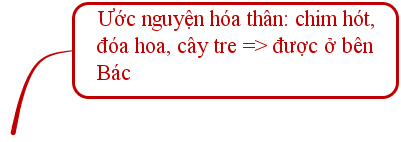 Ước nguyện hóa thân: chim hót,
đóa hoa, cây tre => được ở bên
Bác